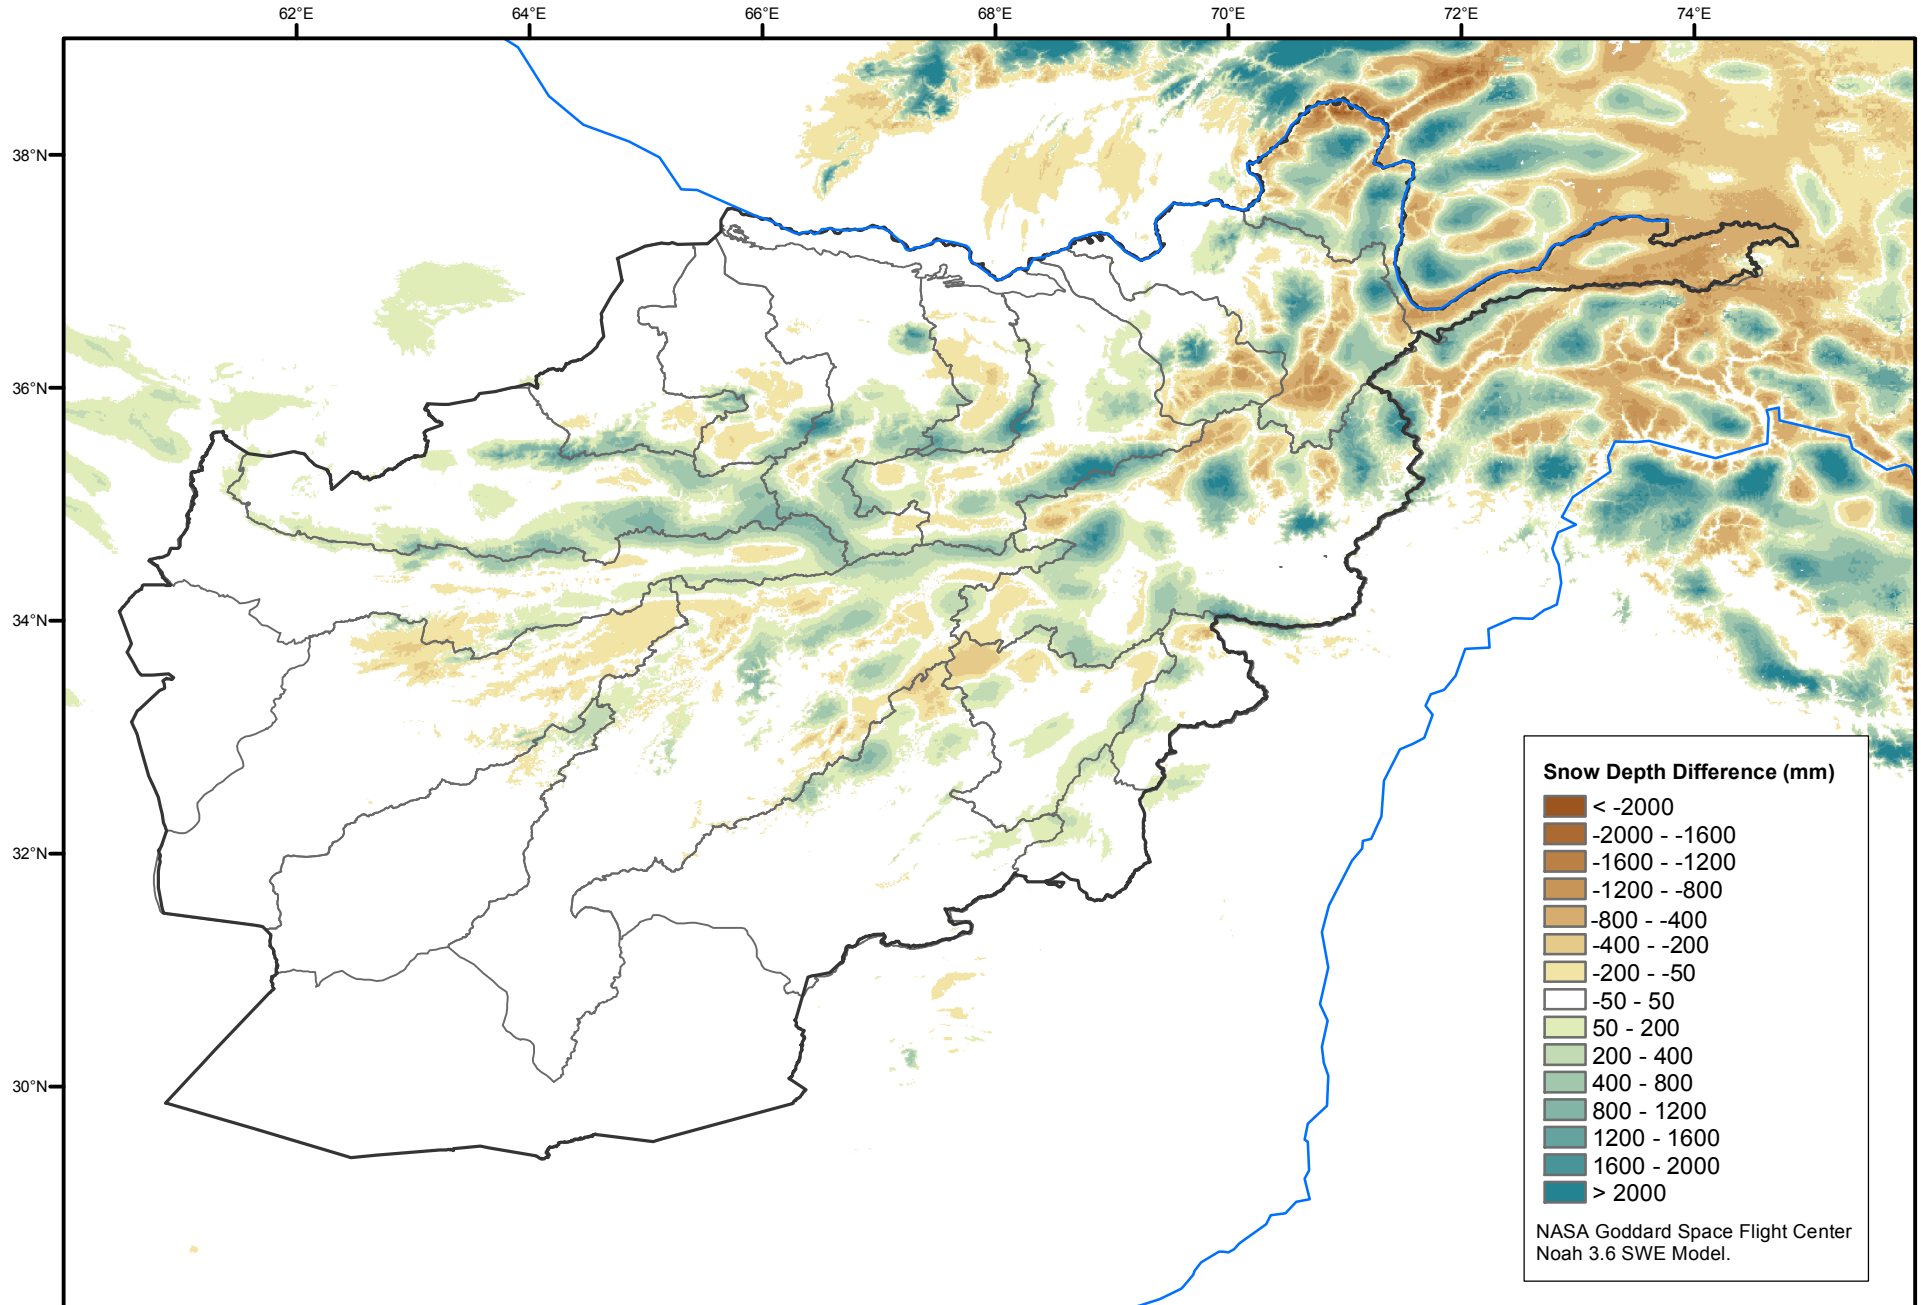 62°E 64°E 66°E 68°E 70°E 72°E 74°E
38°N
36°N
34°N
32°N
30°N
Snow Depth Difference (mm)
< -2000
-2000 - -1600
-1600 - -1200
-1200 - -800
-800 - -400
-400 - -200
-200 - -50
-50 - 50
50 - 200
200 - 400
400 - 800
800 - 1200
1200 - 1600
1600 - 2000
> 2000
NASA Goddard Space Flight Center
Noah 3.6 SWE Model.